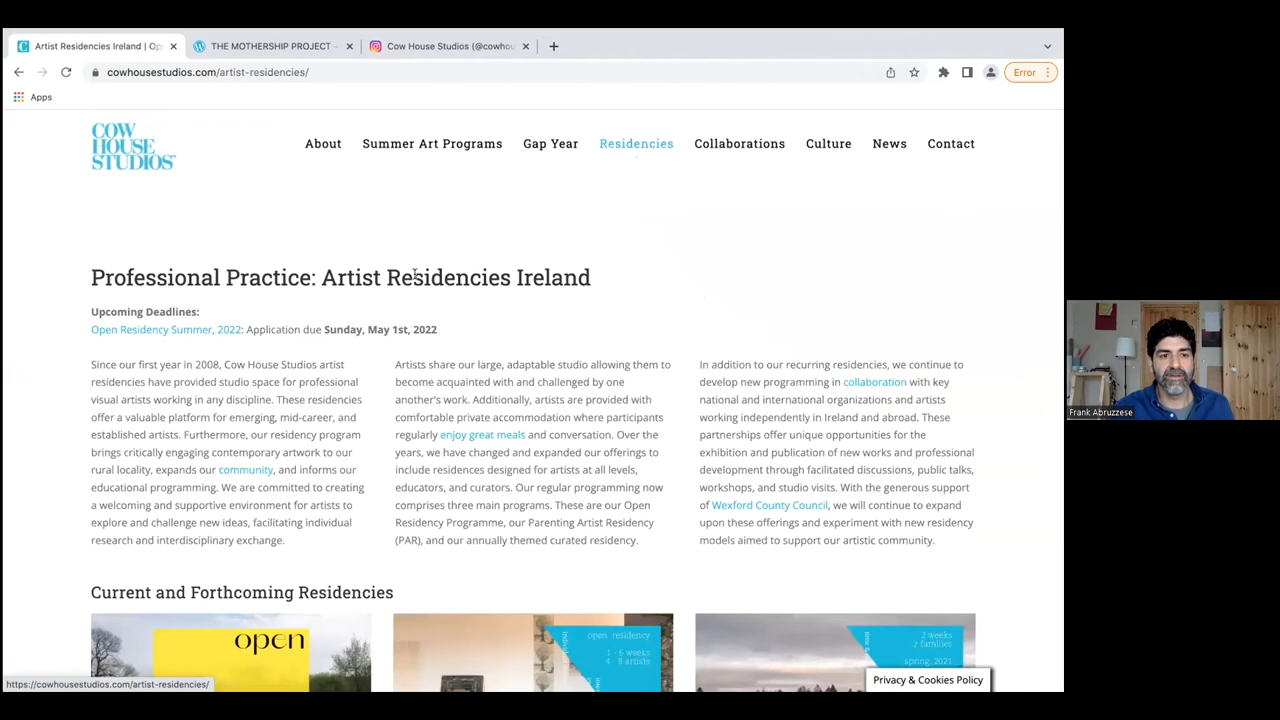 Artist Residencies Ireland | Op
THE MOTHERSHIP PROJECT –
Cow House Studios (@cowhou
cowhousestudios.com/artist-residencies/
Error
Apps
COW
HOUSE
STUDIOS
About
Summer Art Programs
Gap Year
Residencies
Collaborations
Culture
News
Contact
Professional Practice: Artist Residencies Ireland
Upcoming Deadlines:
Open Residency Summer, 2022: Application due Sunday, May 1st, 2022
Since our first year in 2008, Cow House Studios artist
residencies have provided studio space for professional
visual artists working in any discipline. These residencies
offer a valuable platform for emerging, mid-career, and
established artists. Furthermore, our residency program
brings critically engaging contemporary artwork to our
rural locality, expands our community, and informs our
educational programming. We are committed to creating
a welcoming and supportive environment for artists to
explore and challenge new ideas, facilitating individual
research and interdisciplinary exchange.
Artists share our large, adaptable studio allowing them to
become acquainted with and challenged by one
another's work. Additionally, artists are provided with
comfortable private accommodation where participants
regularly enjoy great meals and conversation. Over the
years, we have changed and expanded our offerings to
include residences designed for artists at all levels,
educators, and curators. Our regular programming now
comprises three main programs. These are our Open
Residency Programme, our Parenting Artist Residency
(PAR), and our annually themed curated residency.
In addition to our recurring residencies, we continue to
develop new programming in collaboration with key
national and international organizations and artists
working independently in Ireland and abroad. These
partnerships offer unique opportunities for the
exhibition and publication of new works and professional
development through facilitated discussions, public talks,
workshops, and studio visits. With the generous support
of Wexford County Council, we will continue to expand
upon these offerings and experiment with new residency
models aimed to support our artistic community.
Current and Forthcoming Residencies
open
open residency
1 - 6 weeks
4 - 8 artists
2 weeks
2 families
spring, 2021
Privacy & Cookies Policy
https://cowhousestudios.com/artist-residencies/
Frank Abruzzese